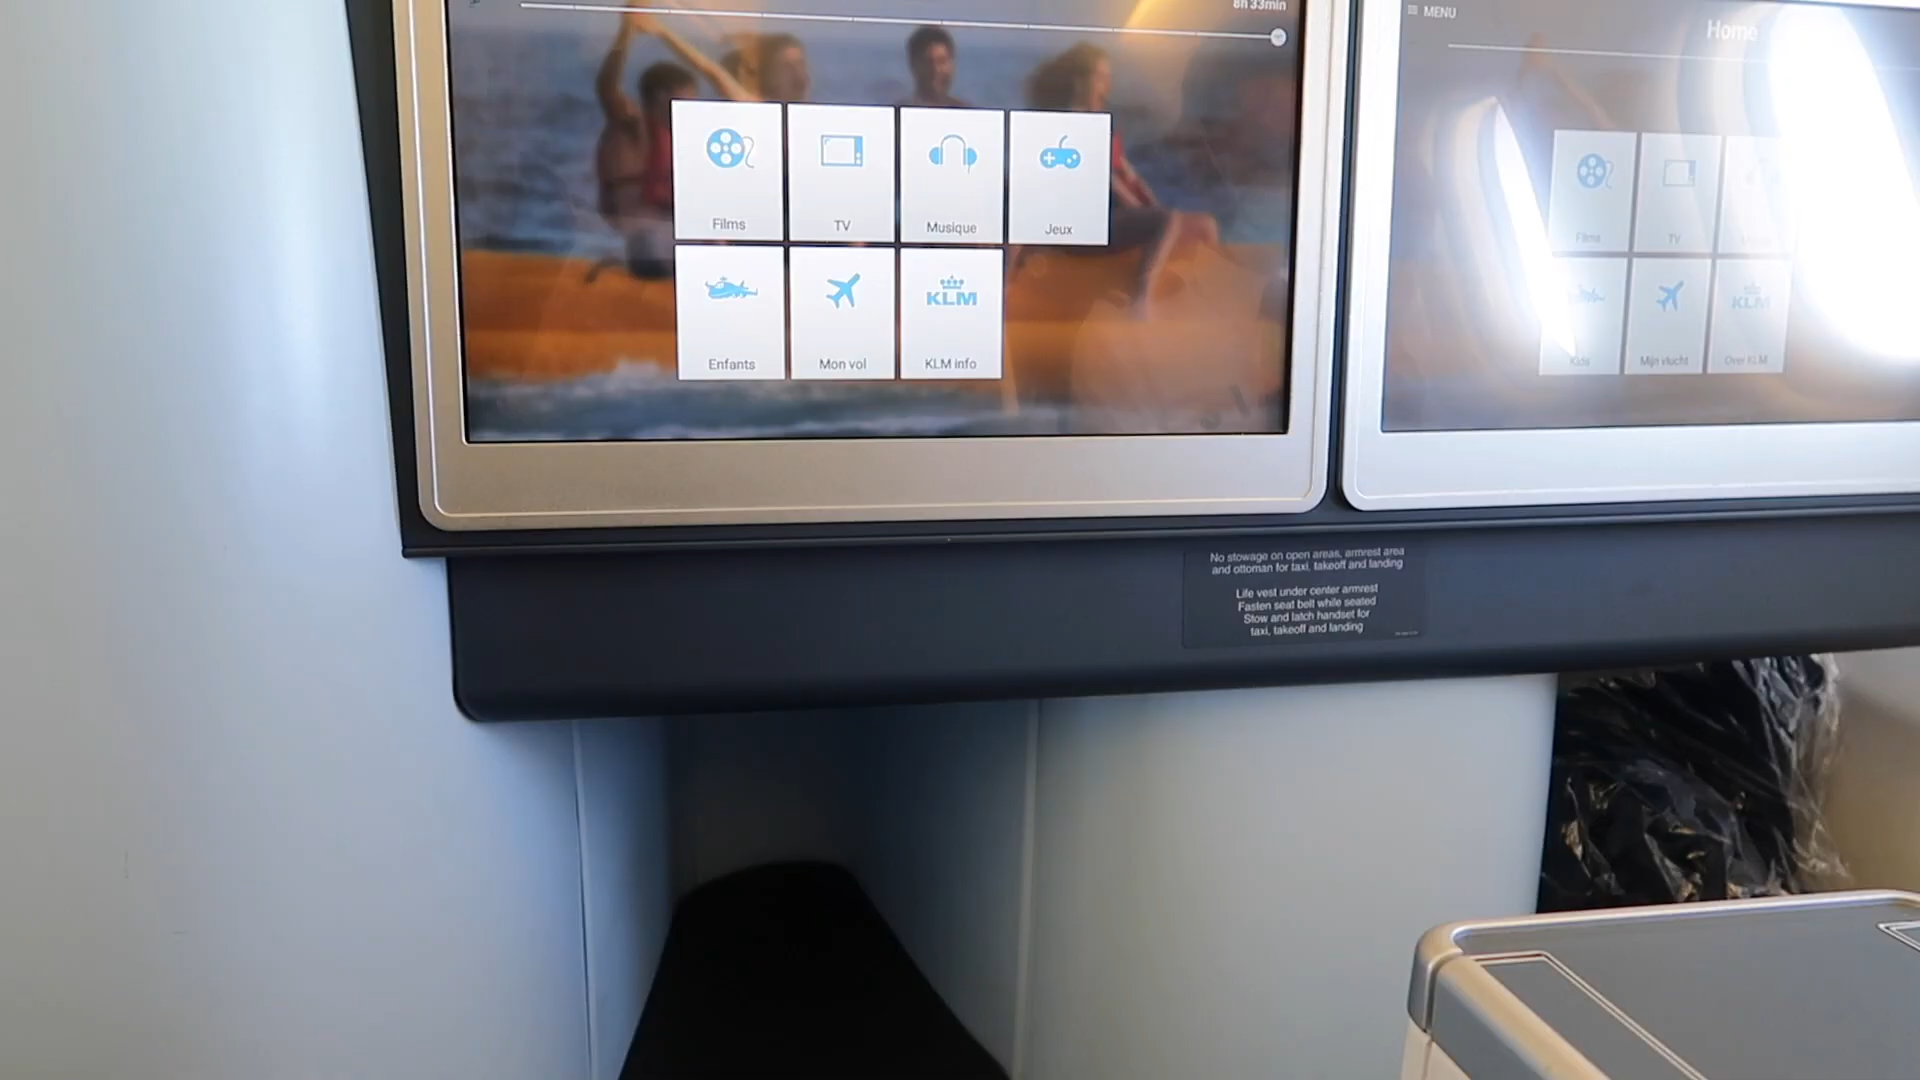 8h 33min
Films
TV
Musique
Jeux
KLM
Enfants
Mon vol
KLM info
MENU
Home
Films
TV
KLM
Kids
Mijn vlucht
Over KLM
No stowage on open areas, armrest area
and ottoman for taxi, takeoff and landing
Life vest under center armrest
Fasten seat belt while seated
Stow and latch handset for
taxi, takeoff and landing